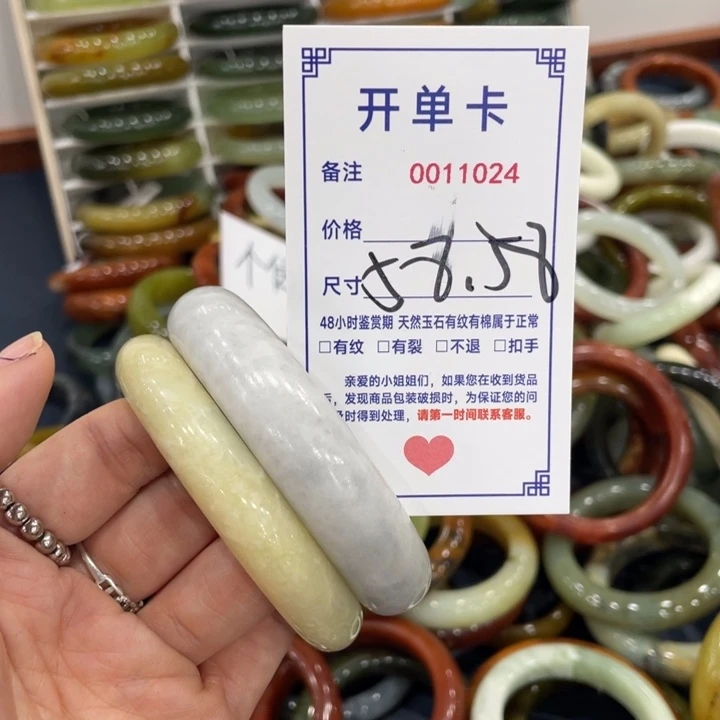 开单卡
备注 0011024
价格
尺寸 58.58
48小时鉴赏期 天然玉石有纹有棉属于正常
□有纹 □有裂 □不退 □扣手
亲爱的小姐姐们，如果您在收到货品
，发现商品包装破损时，为保证您的问
及时得到处理，请第一时间联系客服。